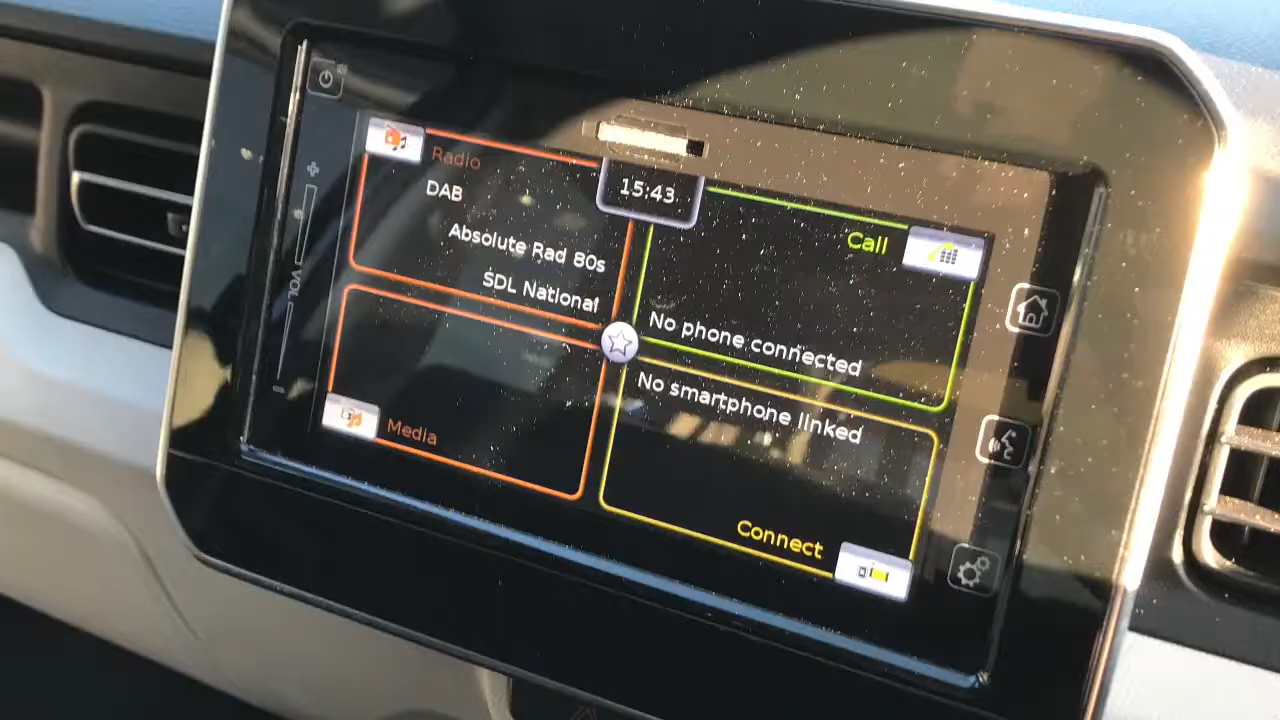 Radio
DAB
Absolute Rad 80s
SDL National
15:43
Call
No phone connected
No smartphone linked
Media
Connect
VOL